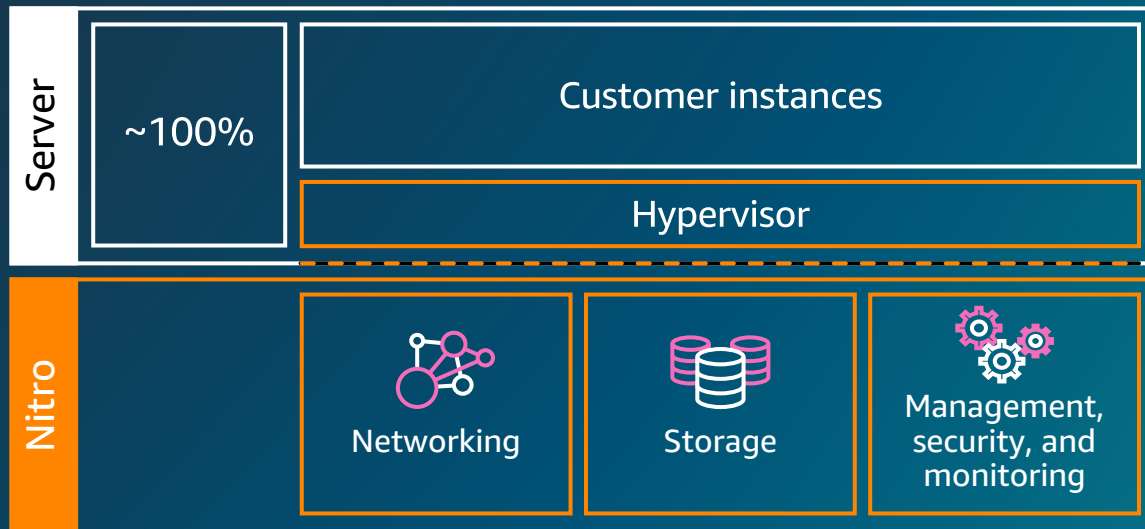 Server
~100%
Customer instances
Hypervisor
Nitro
Networking
Storage
Management,
security, and
monitoring